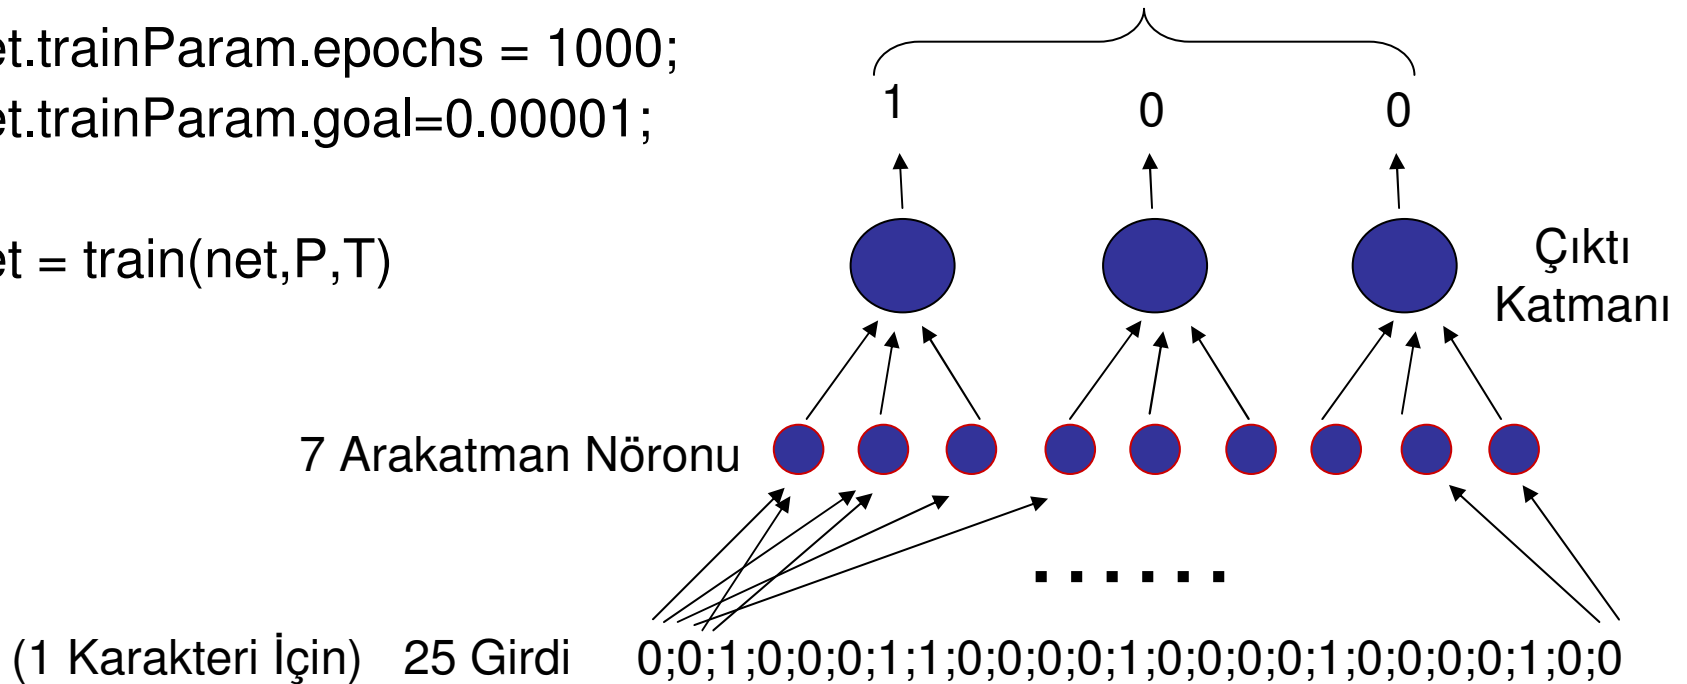 et.trainParam.epochs = 1000;
et.trainParam.goal=0.00001;
et = train(net,P,T)
1 0 0
Çıktı
Katmanı
7 Arakatman Nöronu
. . . . . .
(1 Karakteri İçin) 25 Girdi 0;0;1;0;0;0;1;1;0;0;0;0;1;0;0;0;0;1;0;0;0;0;1;0;0